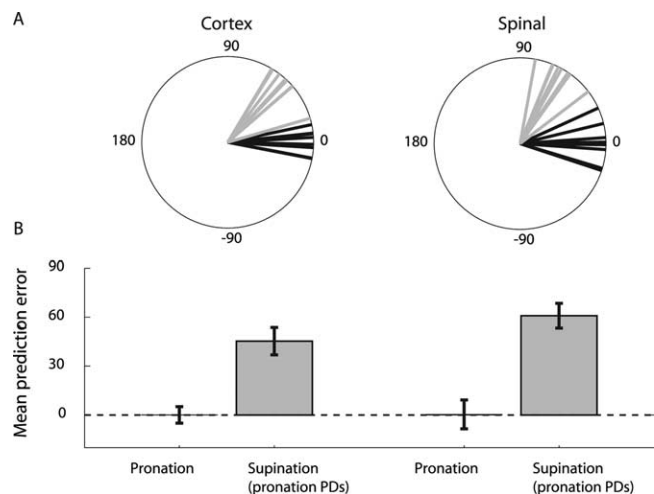 A
Cortex
Spinal
90
90
180
0
180
0
-90
-90
B
Mean prediction error
90
60
30
0
Pronation
Supination
(pronation PDs)
Pronation
Supination
(pronation PDs)